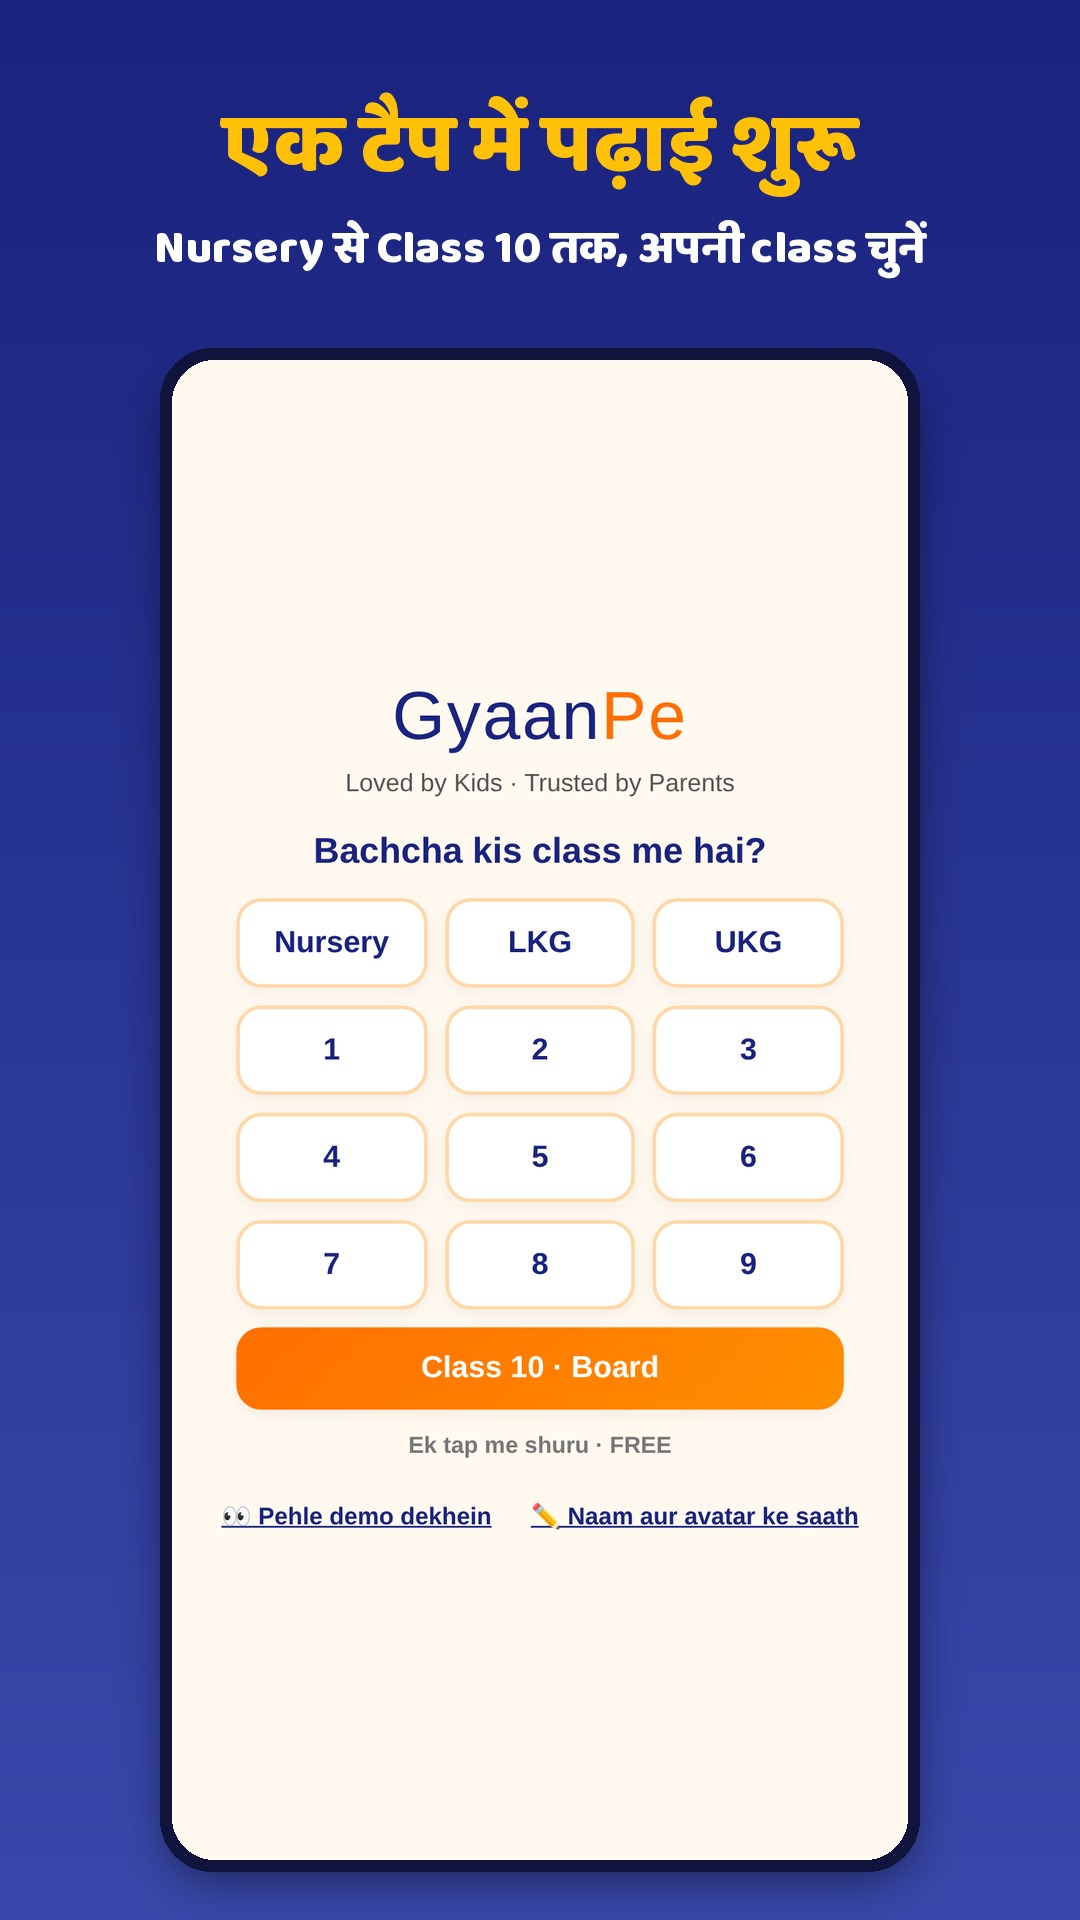 एक टैप में पढ़ाई शुरू
Nursery से Class 10 तक, अपनी class चुनें
GyaanPe
Loved by Kids · Trusted by Parents
Bachcha kis class me hai?
Nursery LKG UKG
1 2 3
4 5 6
7 8 9
Class 10 · Board
Ek tap me shuru · FREE
👀 Pehle demo dekhein ✏️ Naam aur avatar ke saath